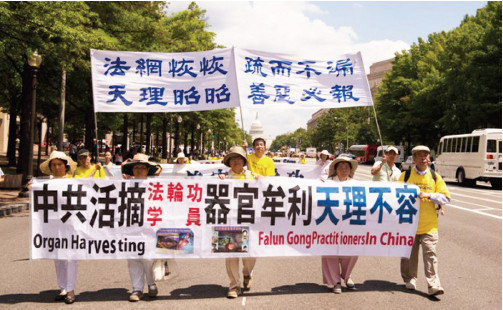 法網恢恢 疏而不漏
天理昭昭 善惡必報
中共活摘法輪功學員器官牟利天理不容
Organ Harvesting Falun Gong Practitioners In China